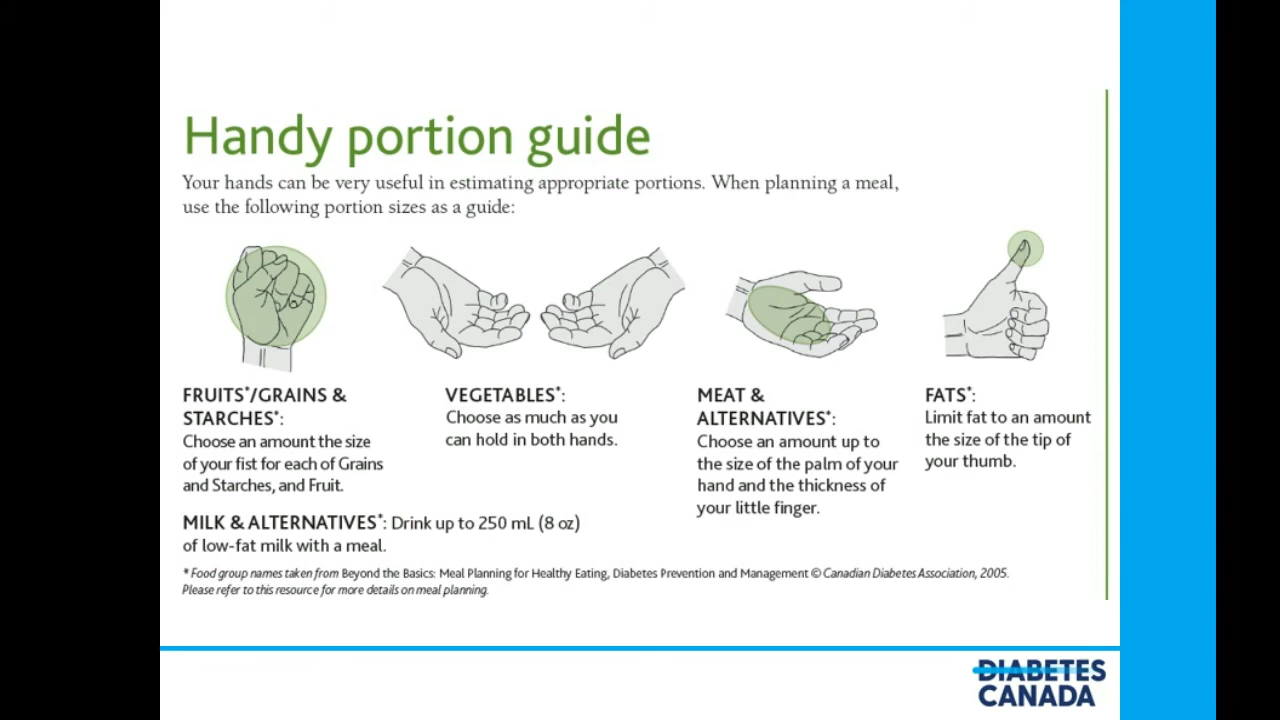 Handy portion guide
Your hands can be very useful in estimating appropriate portions. When planning a meal,
use the following portion sizes as a guide:
FRUITS*/GRAINS &
STARCHES*:
Choose an amount the size
of your fist for each of Grains
and Starches, and Fruit.
VEGETABLES*:
Choose as much as you
can hold in both hands.
MEAT &
ALTERNATIVES*:
Choose an amount up to
the size of the palm of your
hand and the thickness of
your little finger.
FATS*:
Limit fat to an amount
the size of the tip of
your thumb.
MILK & ALTERNATIVES*: Drink up to 250 mL (8 oz)
of low-fat milk with a meal.
* Food group names taken from Beyond the Basics: Meal Planning for Healthy Eating, Diabetes Prevention and Management © Canadian Diabetes Association, 2005.
Please refer to this resource for more details on meal planning.
DIABETES
CANADA